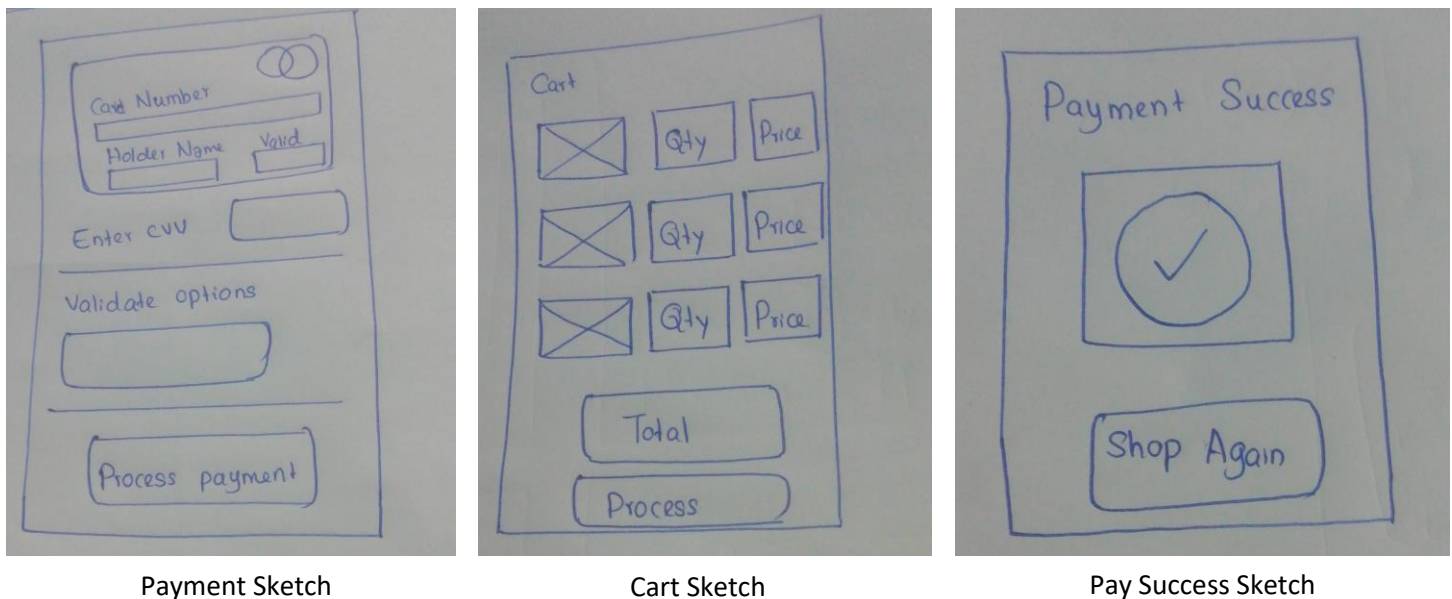 Card Number
Holder Name Valid
Enter CVV
Validate options
Process payment
Payment Sketch
Cart
Qty Price
Qty Price
Qty Price
Total
Process
Cart Sketch
Payment Success
Shop Again
Pay Success Sketch